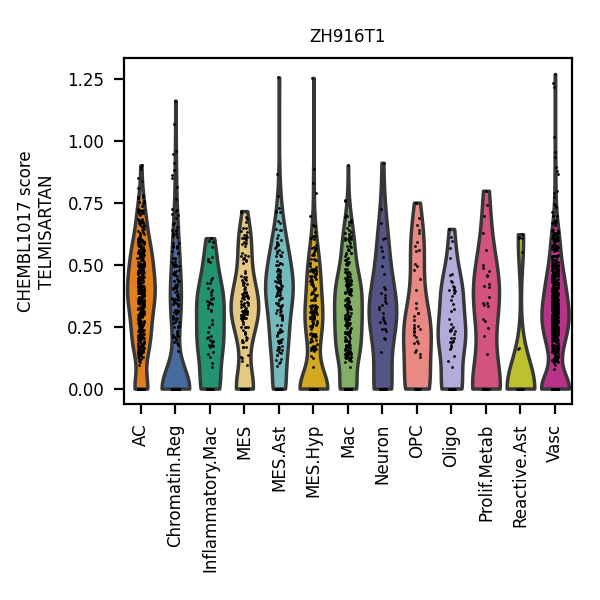 ZH916T1
CHEMBL1017 score
TELMISARTAN
1.25
1.00
0.75
0.50
0.25
0.00
AC
Chromatin.Reg
Inflammatory.Mac
MES
MES.Ast
MES.Hyp
Mac
Neuron
OPC
Oligo
Prolif.Metab
Reactive.Ast
Vasc